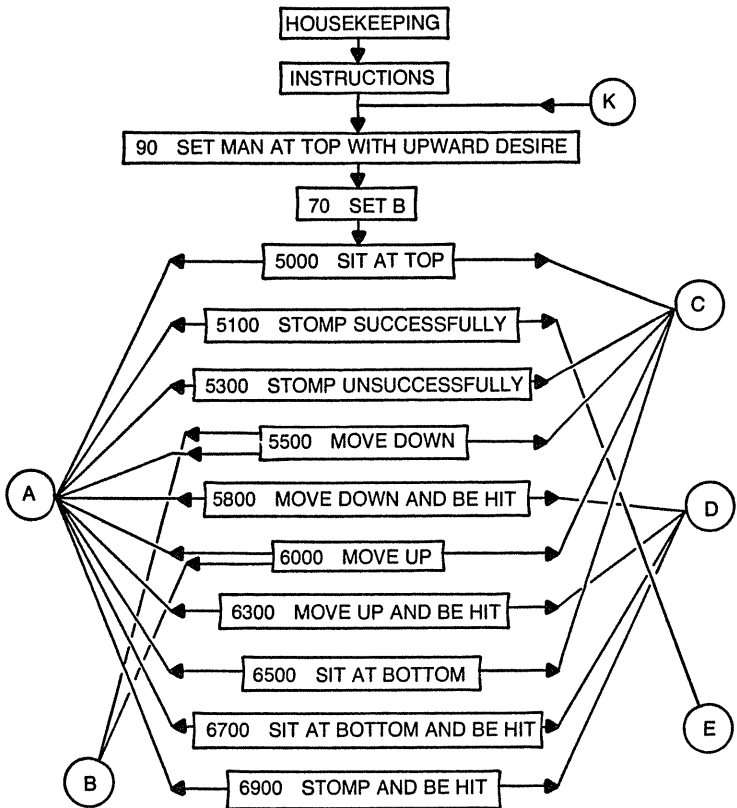 HOUSEKEEPING
INSTRUCTIONS
K
90 SET MAN AT TOP WITH UPWARD DESIRE
70 SET B
5000 SIT AT TOP
C
5100 STOMP SUCCESSFULLY
5300 STOMP UNSUCCESSFULLY
5500 MOVE DOWN
A
5800 MOVE DOWN AND BE HIT
D
6000 MOVE UP
6300 MOVE UP AND BE HIT
6500 SIT AT BOTTOM
6700 SIT AT BOTTOM AND BE HIT
E
B
6900 STOMP AND BE HIT